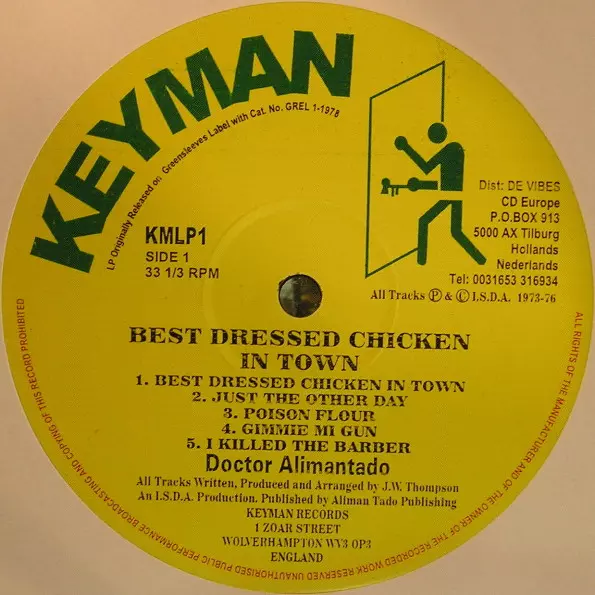 KEYMAN
LP Originally Released on Greensleeves Label with Cat. No. GREL 1-1978
KMLP1
SIDE 1
33 1/3 RPM
Dist: DE VIBES
CD Europe
P.O.BOX 913
5000 AX Tilburg
Hollands
Nederlands
Tel: 0031653 316934
All Tracks Ⓟ & © I.S.D.A. 1973-76
BEST DRESSED CHICKEN
IN TOWN
1. BEST DRESSED CHICKEN IN TOWN
2. JUST THE OTHER DAY
3. POISON FLOUR
4. GIMMIE MI GUN
5. I KILLED THE BARBER
Doctor Alimantado
All Tracks Written, Produced and Arranged by J.W. Thompson
An I.S.D.A. Production. Published by Aliman Tado Publishing
KEYMAN RECORDS
1 ZOAR STREET
WOLVERHAMPTON WV3 OP3
ENGLAND
ALL RIGHTS OF THE MANUFACTURER AND OF THE OWNER OF THE RECORDED WORK RESERVED UNAUTHORISED PUBLIC PERFORMANCE BROADCASTING AND COPYING OF THIS RECORD PROHIBITED